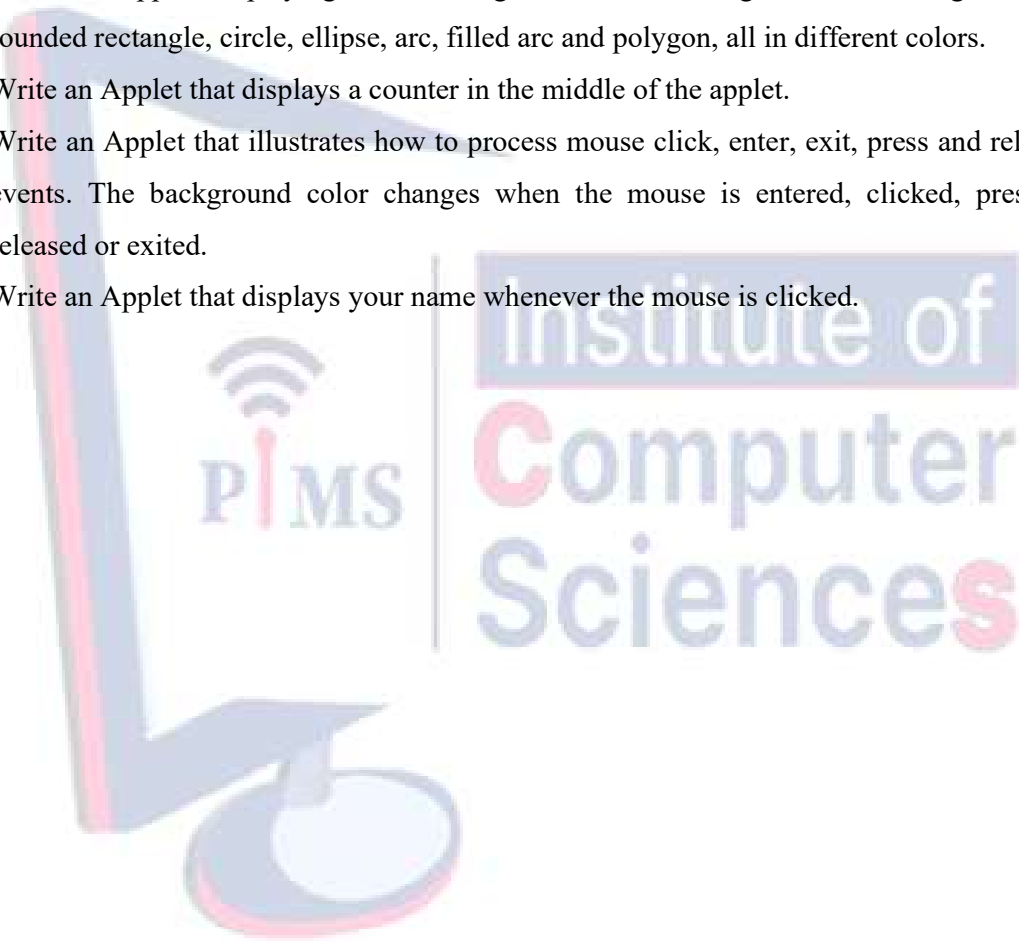 ounded rectangle, circle, ellipse, arc, filled arc and polygon, all in different colors.
Write an Applet that displays a counter in the middle of the applet.
Write an Applet that illustrates how to process mouse click, enter, exit, press and rel
events. The background color changes when the mouse is entered, clicked, pres
eleased or exited.
Write an Applet that displays your name whenever the mouse is clicked.
Institute of
PiMS
Computer
Sciences